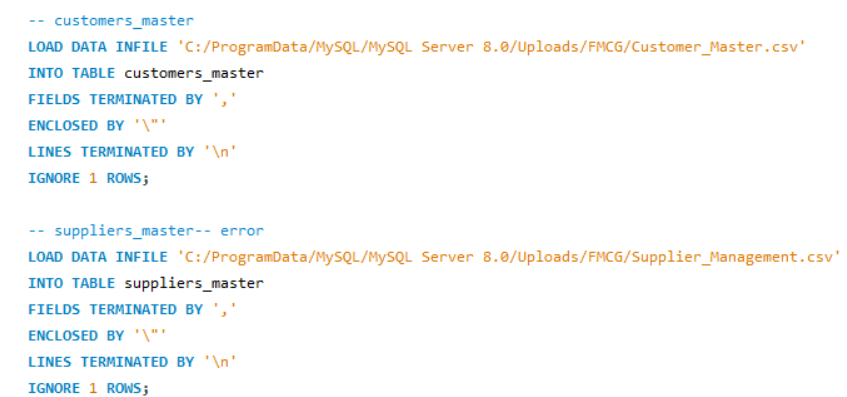 -- customers_master
LOAD DATA INFILE 'C:/ProgramData/MySQL/MySQL Server 8.0/Uploads/FMCG/Customer_Master.csv'
INTO TABLE customers_master
FIELDS TERMINATED BY ','
ENCLOSED BY '\"'
LINES TERMINATED BY '\n'
IGNORE 1 ROWS;
-- suppliers_master-- error
LOAD DATA INFILE 'C:/ProgramData/MySQL/MySQL Server 8.0/Uploads/FMCG/Supplier_Management.csv'
INTO TABLE suppliers_master
FIELDS TERMINATED BY ','
ENCLOSED BY '\"'
LINES TERMINATED BY '\n'
IGNORE 1 ROWS;